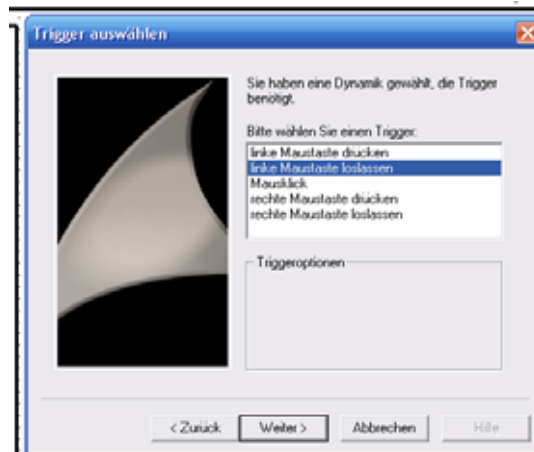 Trigger auswählen
Sie haben eine Dynamik gewählt, die Trigger
benötigt.
Bitte wählen Sie einen Trigger:
linke Maustaste drücken
linke Maustaste loslassen
Mausklick
rechte Maustaste drücken
rechte Maustaste loslassen
Triggeroptionen
< Zurück
Weiter >
Abbrechen
Hilfe